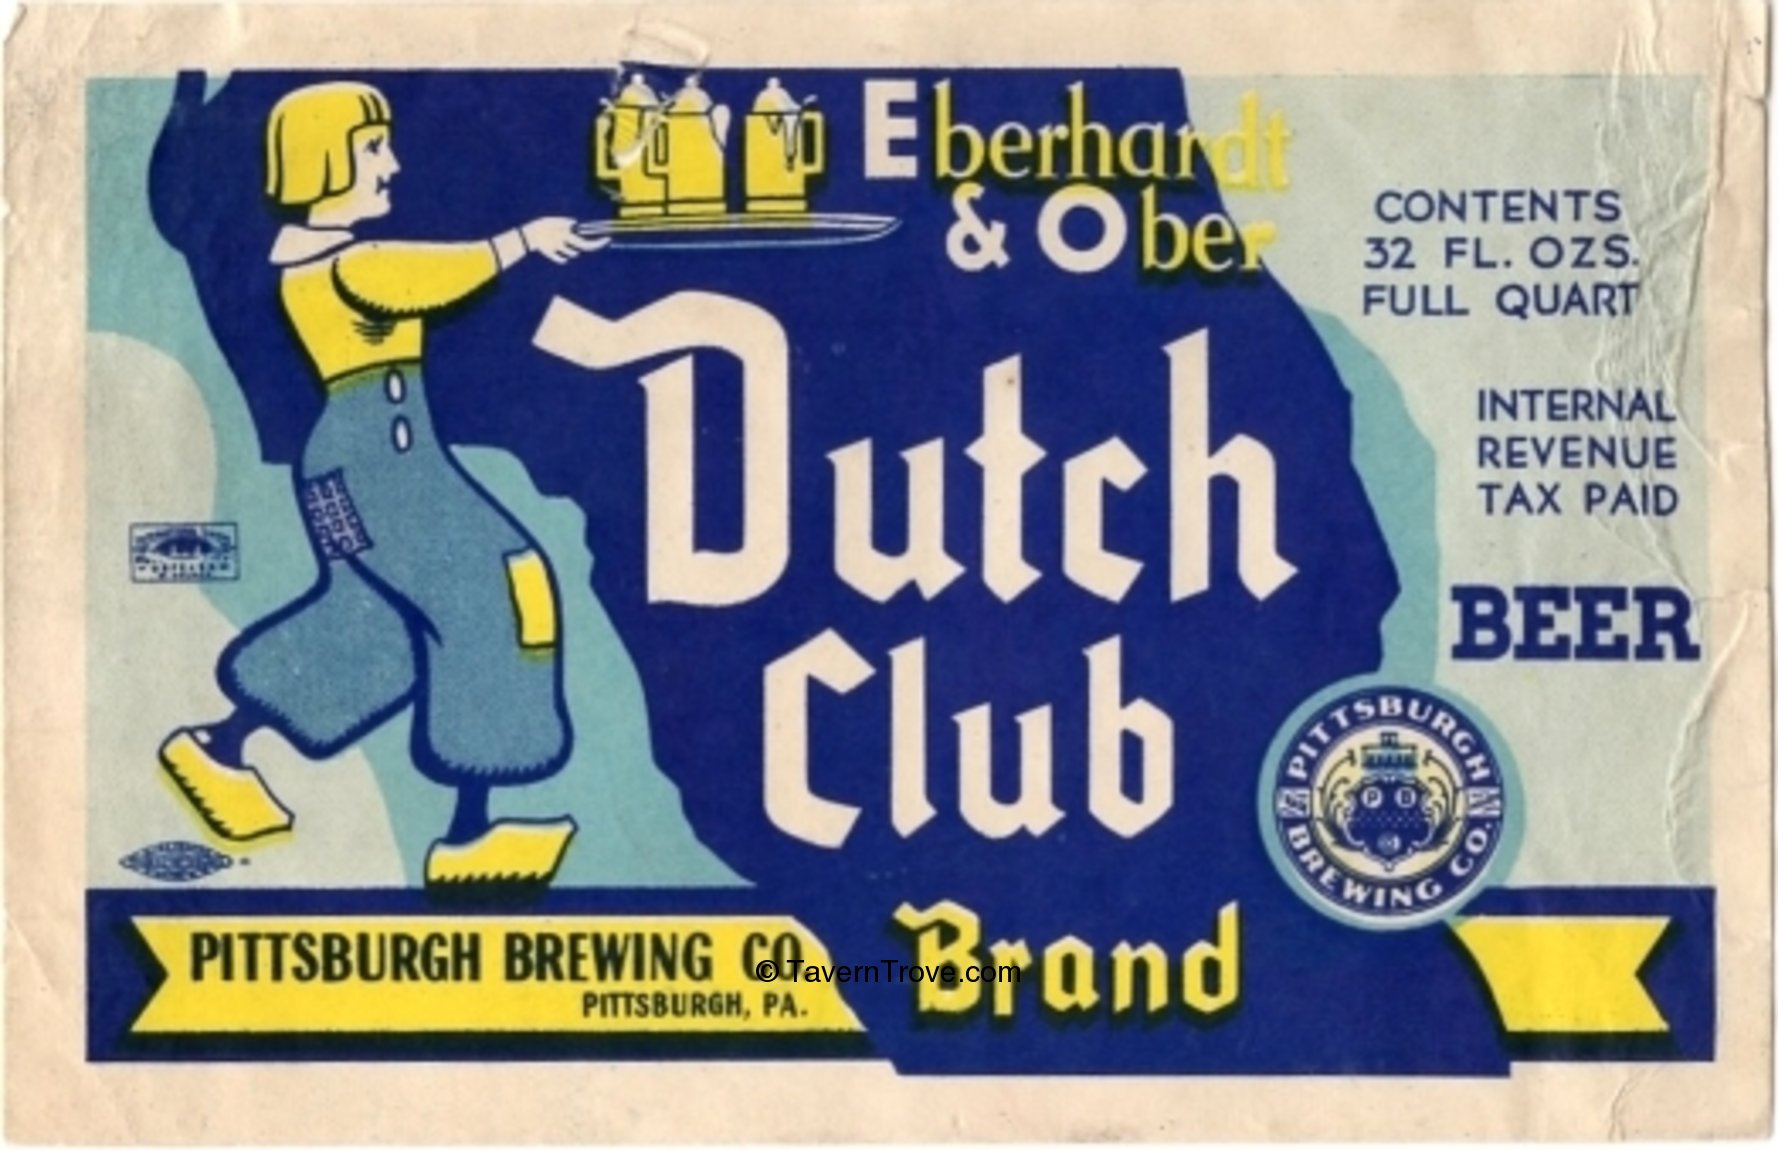 Eberhardt
& Ober
Dutch
Club
Brand
CONTENTS
32 FL. OZS.
FULL QUART
INTERNAL
REVENUE
TAX PAID
BEER
PITTSBURGH
BREWING CO.
P B
PITTSBURGH BREWING CO.
PITTSBURGH, PA.
© TavernTrove.com